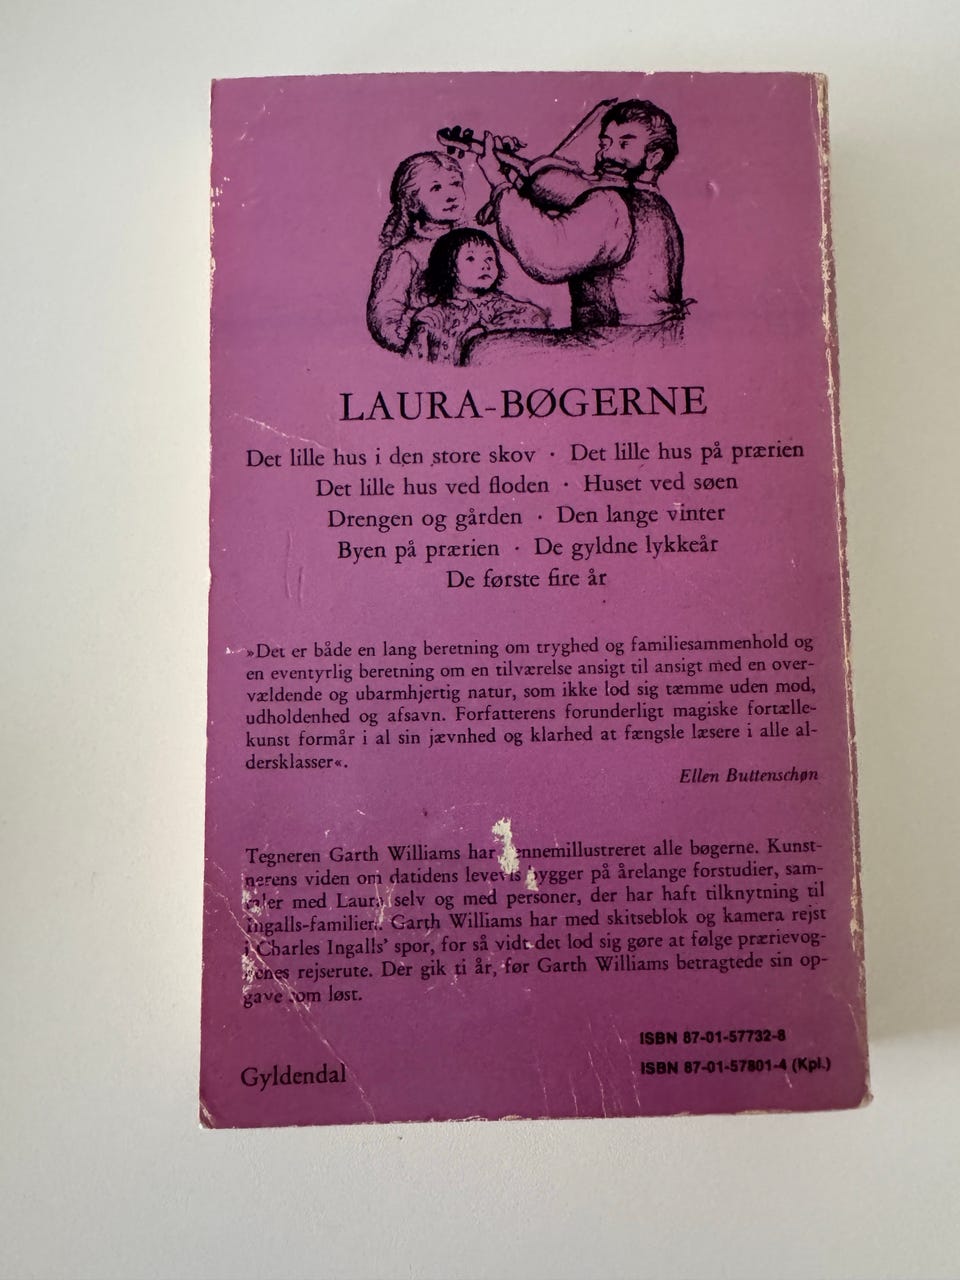 LAURA-BØGERNE
Det lille hus i den store skov · Det lille hus på prærien
Det lille hus ved floden · Huset ved søen
Drengen og gården · Den lange vinter
Byen på prærien · De gyldne lykkeår
De første fire år
»Det er både en lang beretning om tryghed og familiesammenhold og
en eventyrlig beretning om en tilværelse ansigt til ansigt med en over-
vældende og ubarmhjertig natur, som ikke lod sig tæmme uden mod,
udholdenhed og afsavn. Forfatterens forunderligt magiske fortælle-
kunst formår i al sin jævnhed og klarhed at fængsle læsere i alle al-
dersklasser«.
Ellen Buttenschøn
Tegneren Garth Williams har gennemillustreret alle bøgerne. Kunst-
nerens viden om datidens levevis bygger på årelange forstudier, sam-
taler med Laura selv og med personer, der har haft tilknytning til
Ingalls-familien. Garth Williams har med skitseblok og kamera rejst
i Charles Ingalls' spor, for så vidt det lod sig gøre at følge prærievog-
nenes rejserute. Der gik ti år, før Garth Williams betragtede sin op-
gave som løst.
ISBN 87-01-57732-8
ISBN 87-01-57801-4 (Kpl.)
Gyldendal